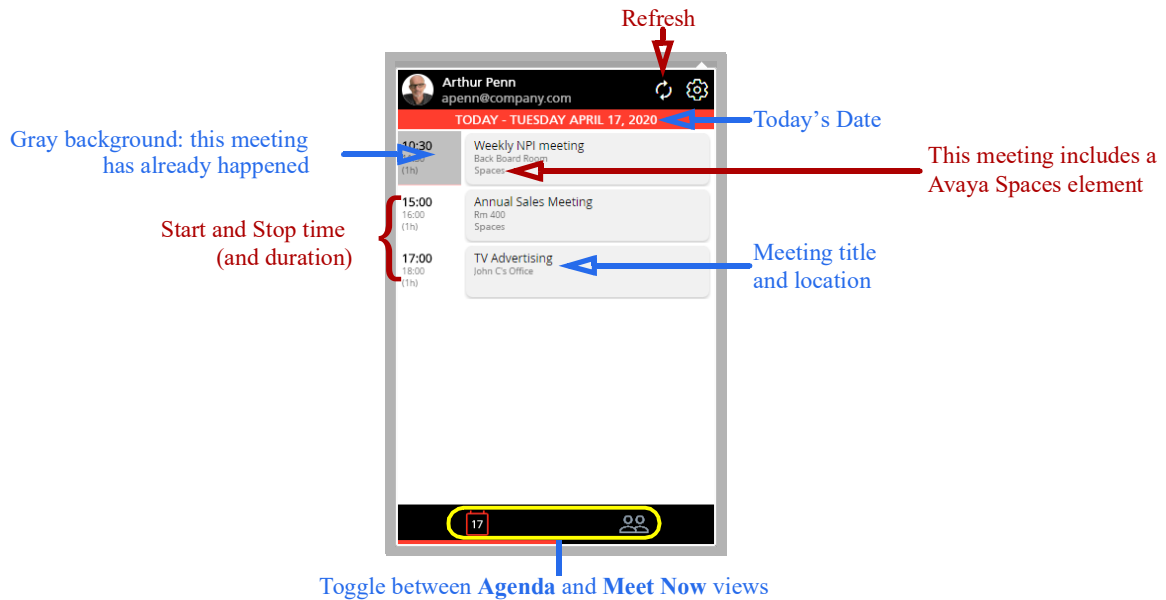 Refresh
Arthur Penn
apenn@company.com
TODAY - TUESDAY APRIL 17, 2020
Today’s Date
Gray background: this meeting
has already happened
10:30
(1h)
Weekly NPI meeting
Back Board Room
Spaces
This meeting includes a
Avaya Spaces element
Start and Stop time
(and duration)
15:00
16:00
(1h)
Annual Sales Meeting
Rm 400
Spaces
17:00
18:00
(1h)
TV Advertising
John C's Office
Meeting title
and location
17
Toggle between Agenda and Meet Now views